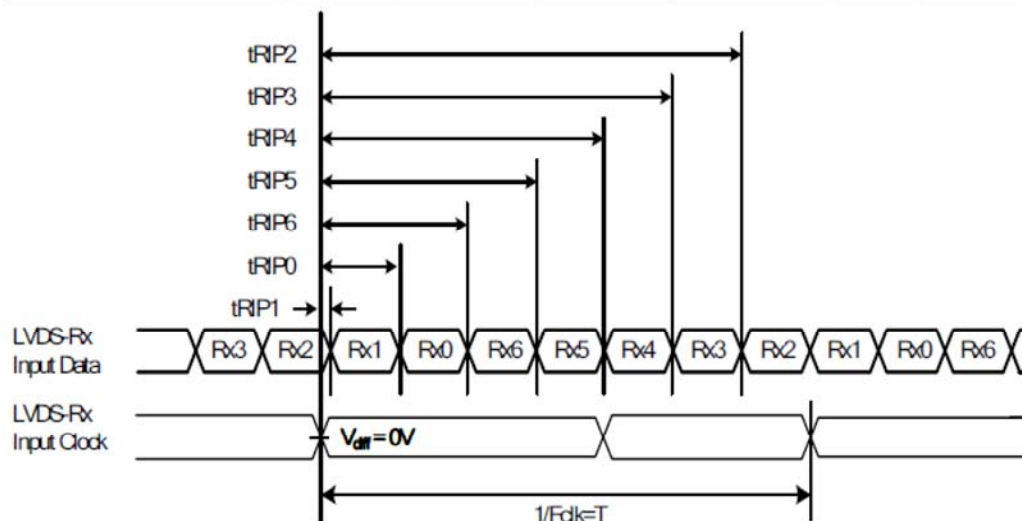 tRIP2
tRIP3
tRIP4
tRIP5
tRIP6
tRIP0
tRIP1
LVDS-Rx
Input Data
Rx3 Rx2 Rx1 Rx0 Rx6 Rx5 Rx4 Rx3 Rx2 Rx1 Rx0 Rx6
LVDS-Rx
Input Clock
Vdiff = 0V
1/Fclk=T